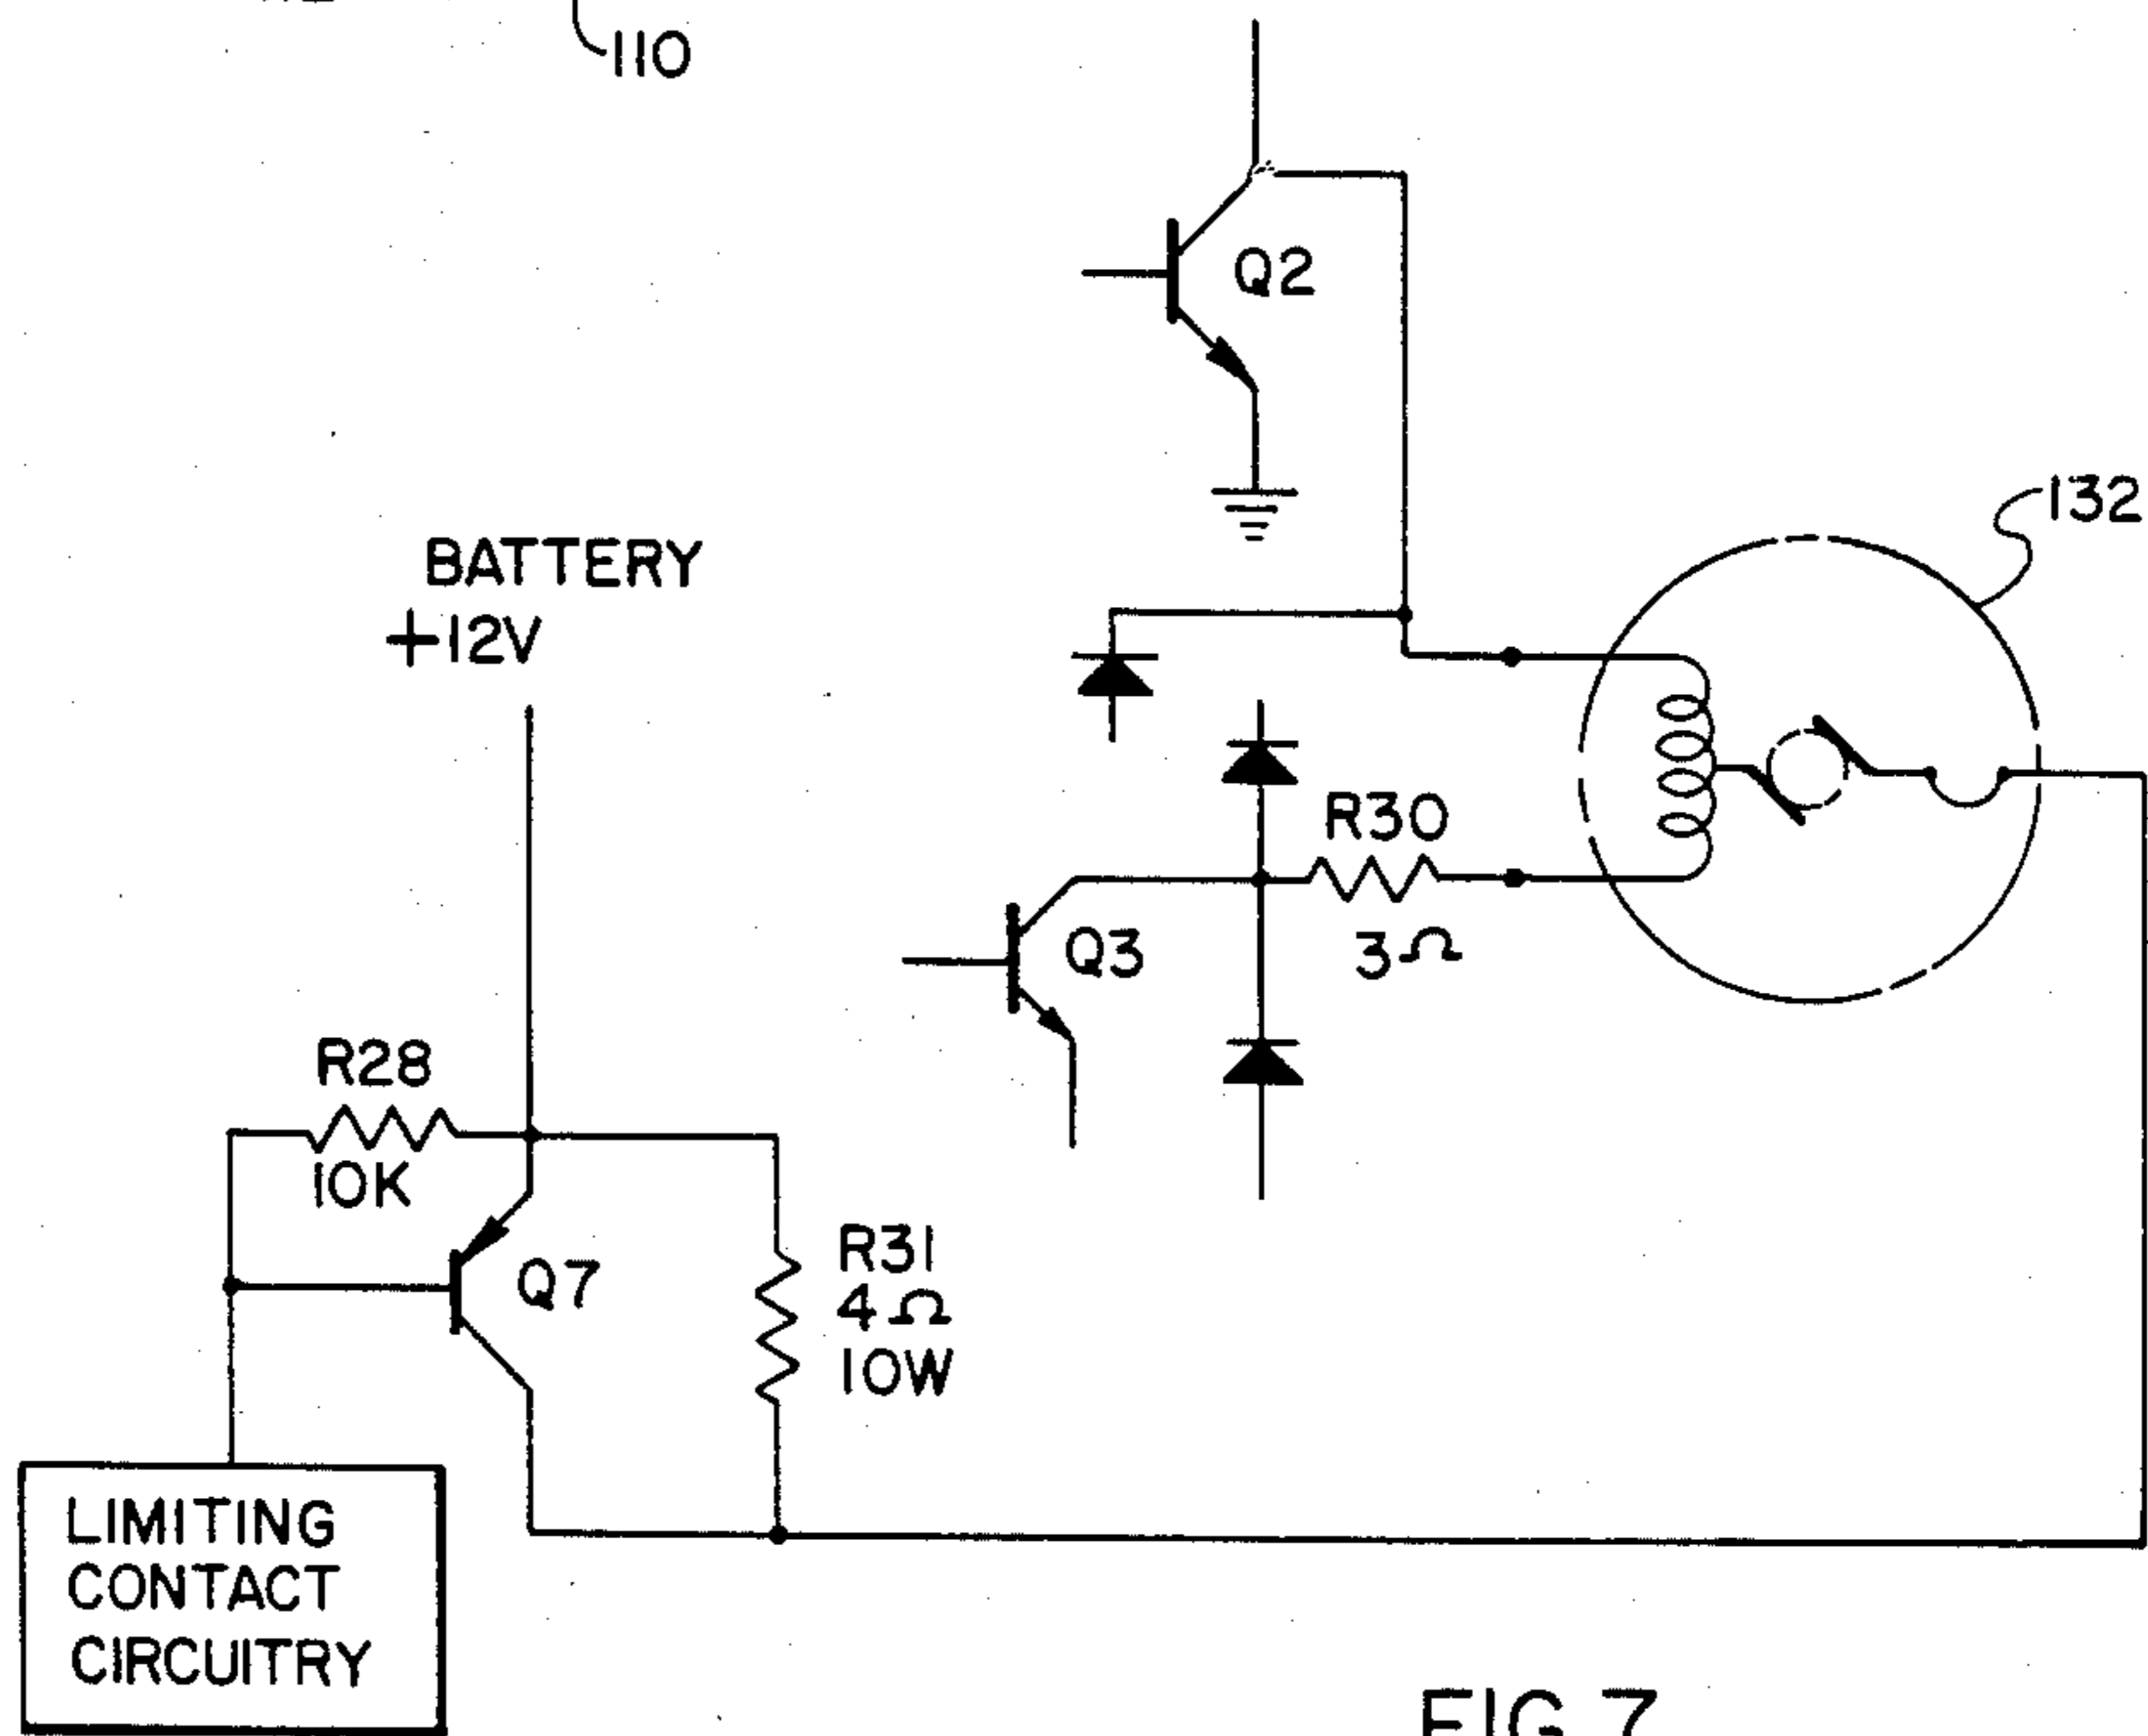 110
Q2
132
BATTERY
+12V
R30
3Ω
Q3
R28
10K
Q7
R31
4Ω
10W
LIMITING
CONTACT
CIRCUITRY
FIG 7